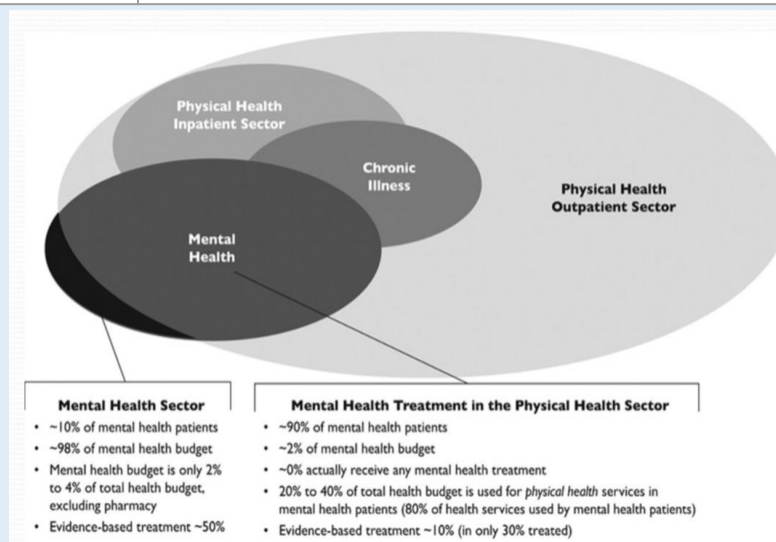 Physical Health
Inpatient Sector
Chronic
Illness
Physical Health
Outpatient Sector
Mental
Health
Mental Health Sector
• ~10% of mental health patients
• ~98% of mental health budget
• Mental health budget is only 2%
to 4% of total health budget,
excluding pharmacy
• Evidence-based treatment ~50%
Mental Health Treatment in the Physical Health Sector
• ~90% of mental health patients
• ~2% of mental health budget
• ~0% actually receive any mental health treatment
• 20% to 40% of total health budget is used for physical health services in
mental health patients (80% of health services used by mental health patients)
• Evidence-based treatment ~10% (in only 30% treated)